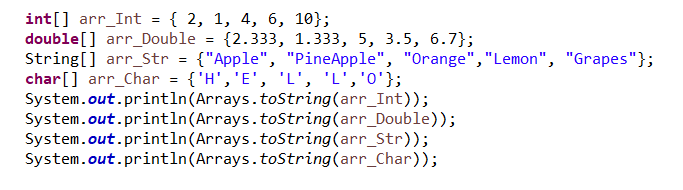 int[] arr_Int = { 2, 1, 4, 6, 10};
double[] arr_Double = {2.333, 1.333, 5, 3.5, 6.7};
String[] arr_Str = {"Apple", "PineApple", "Orange","Lemon", "Grapes"};
char[] arr_Char = {'H','E', 'L', 'L','O'};
System.out.println(Arrays.toString(arr_Int));
System.out.println(Arrays.toString(arr_Double));
System.out.println(Arrays.toString(arr_Str));
System.out.println(Arrays.toString(arr_Char));